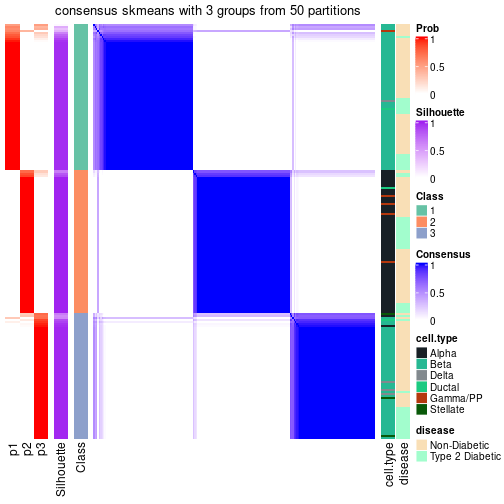 consensus skmeans with 3 groups from 50 partitions
Prob
1
0.5
0
Silhouette
1
0.5
0
Class
1
2
3
Consensus
1
0.5
0
cell.type
Alpha
Beta
Delta
Ductal
Gamma/PP
Stellate
disease
Non-Diabetic
Type 2 Diabetic
p1
p2
p3
Silhouette
Class
cell.type
disease